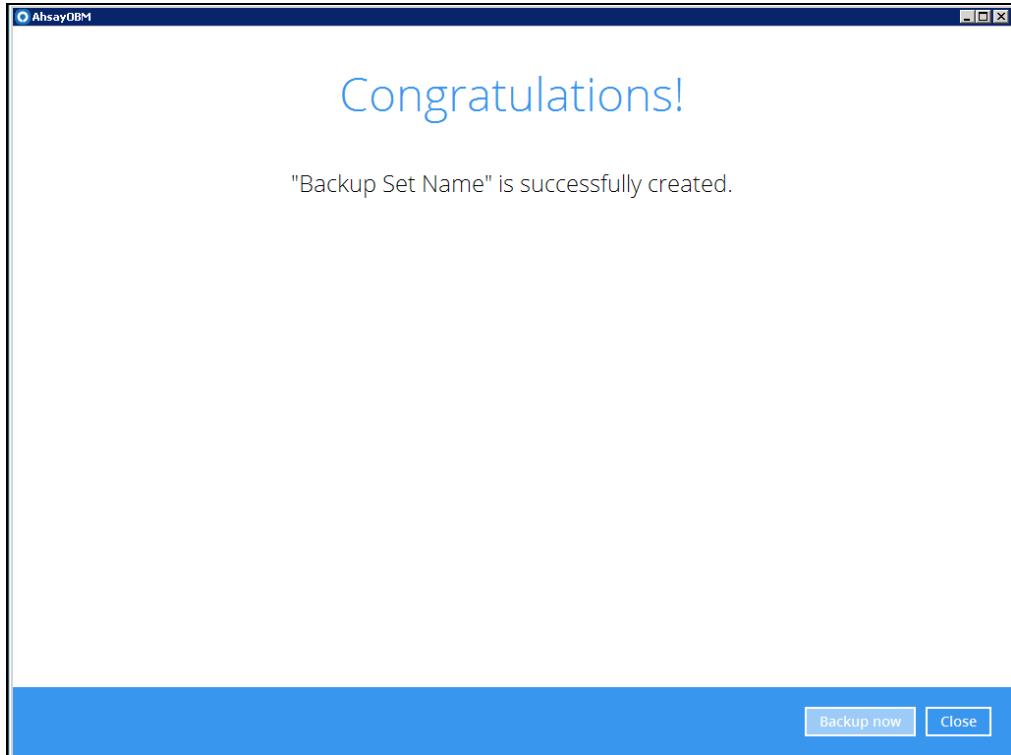 AhsayOBM
Congratulations!
"Backup Set Name" is successfully created.
Backup now
Close